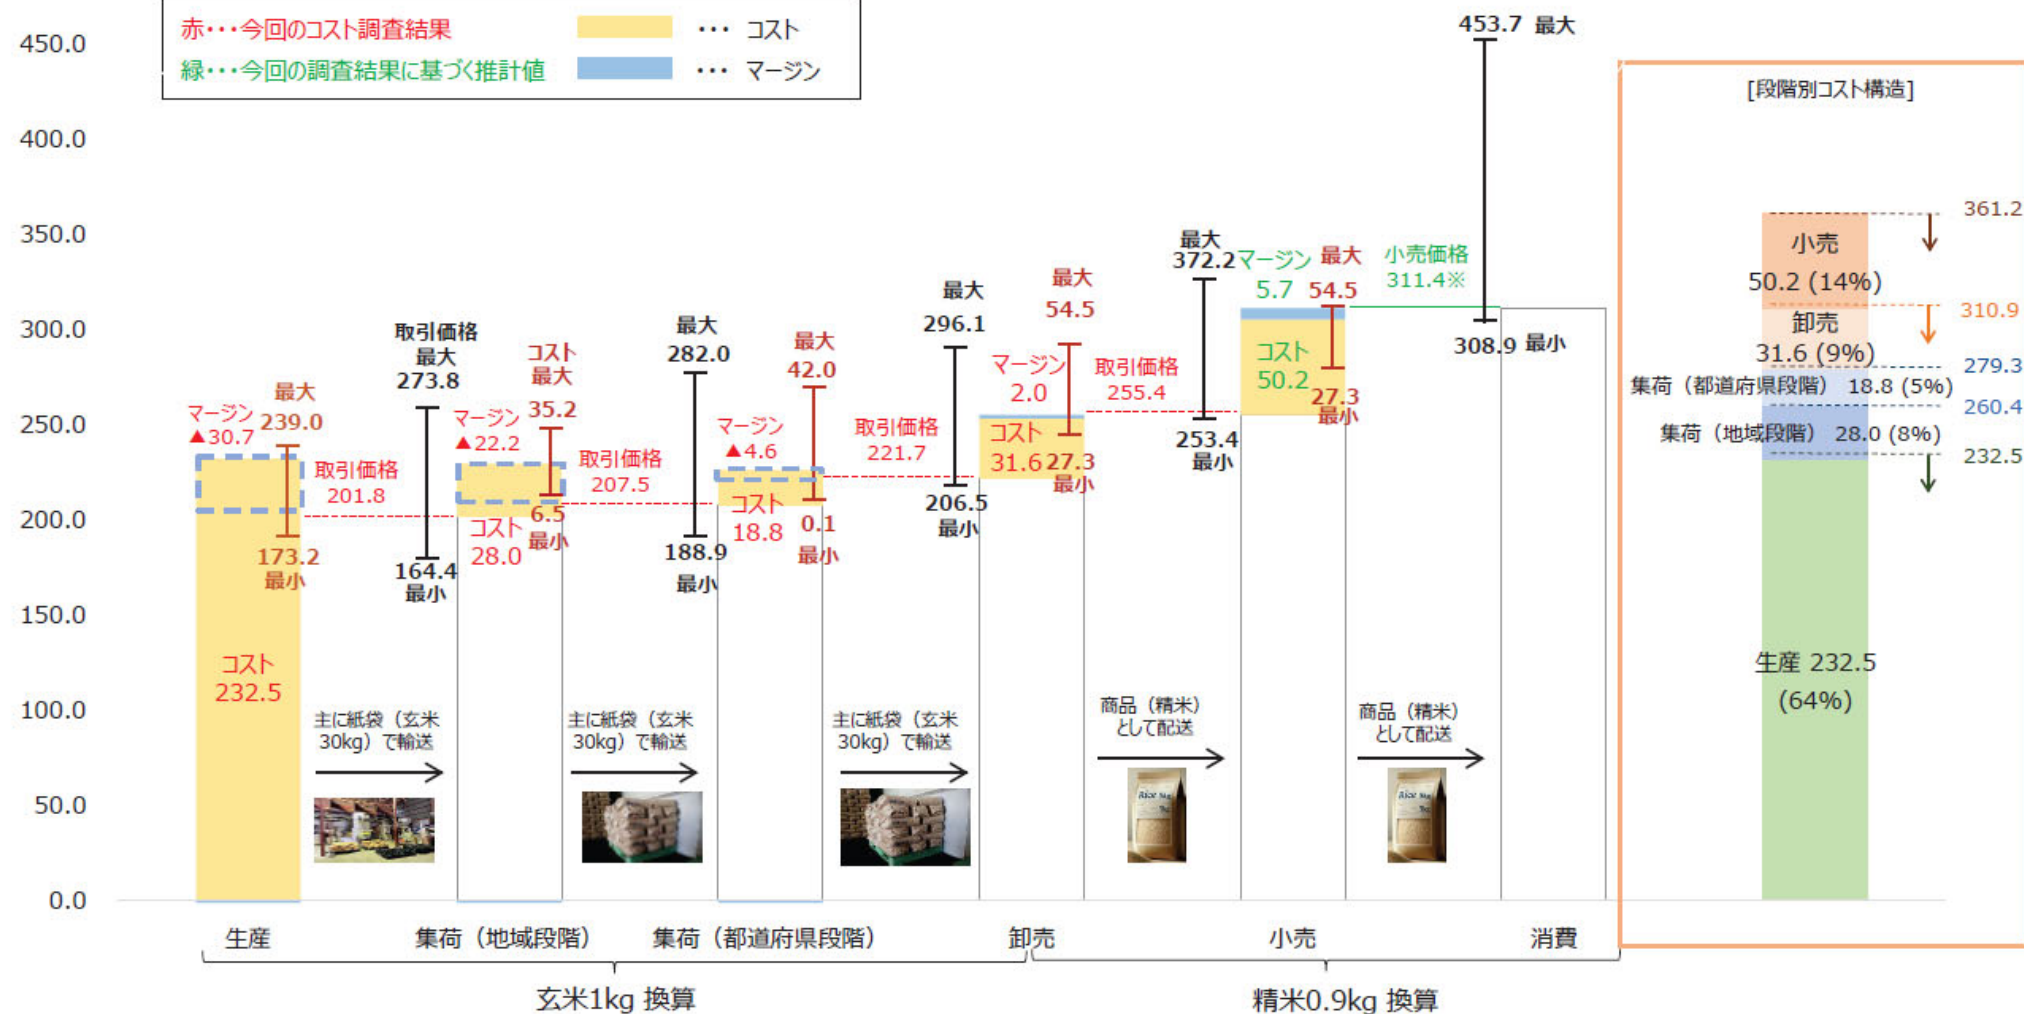 赤･･･今回のコスト調査結果
･･･ コスト
緑･･･今回の調査結果に基づく推計値
･･･ マージン
450.0
400.0
350.0
300.0
250.0
200.0
150.0
100.0
50.0
0.0
マージン
▲30.7
最大
239.0
173.2
最小
コスト
232.5
取引価格
201.8
取引価格
最大
273.8
164.4
最小
主に紙袋（玄米
30kg）で輸送
マージン
▲22.2
コスト
最大
35.2
6.5
最小
コスト
28.0
取引価格
207.5
最大
282.0
188.9
最小
主に紙袋（玄米
30kg）で輸送
マージン
▲4.6
最大
42.0
コスト
18.8
0.1
最小
取引価格
221.7
最大
296.1
206.5
最小
主に紙袋（玄米
30kg）で輸送
マージン
2.0
最大
54.5
コスト
31.6
27.3
最小
取引価格
255.4
最大
372.2
253.4
最小
商品（精米）
として配送
マージン
5.7
最大
54.5
コスト
50.2
27.3
最小
小売価格
311.4※
商品（精米）
として配送
453.7 最大
308.9 最小
生産
集荷（地域段階）
集荷（都道府県段階）
卸売
小売
消費
玄米1kg 換算
精米0.9kg 換算
[段階別コスト構造]
361.2
小売
50.2 (14%)
310.9
卸売
31.6 (9%)
279.3
集荷（都道府県段階） 18.8 (5%)
260.4
集荷（地域段階） 28.0 (8%)
232.5
生産 232.5
(64%)